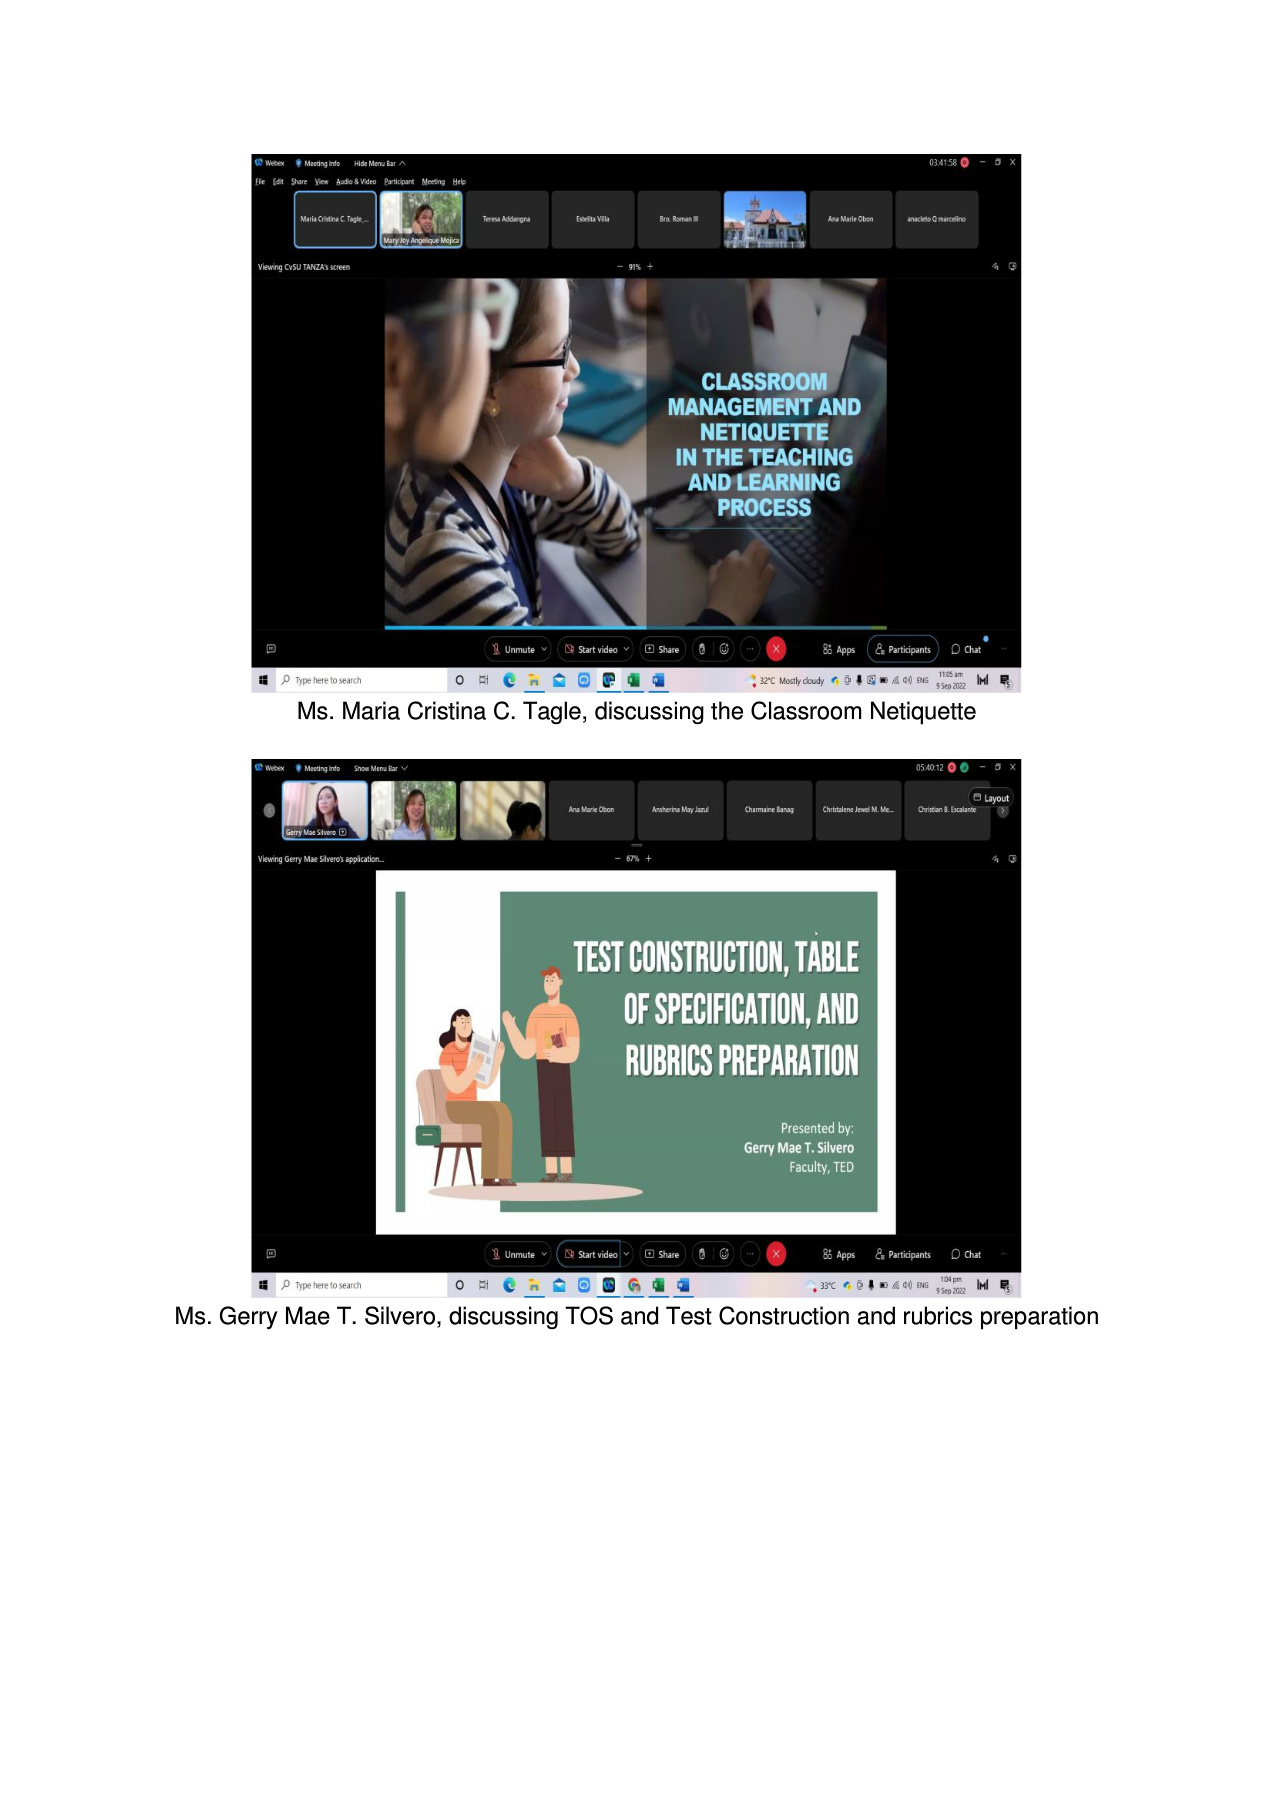 Webex Meeting Info Hide Menu Bar 03:41:58
File Edit Share View Audio & Video Participant Meeting Help
Maria Cristina C. Tagle_... Mary Joy Angelique Mojica Teresa Addangna Estelita Villa Bro. Roman III Ana Marie Obon anacleto Q marcelino
Viewing CvSU TANZA's screen − 91% +
CLASSROOM
MANAGEMENT AND
NETIQUETTE
IN THE TEACHING
AND LEARNING
PROCESS
Unmute Start video Share Apps Participants Chat
Type here to search 32°C Mostly cloudy ENG 11:05 am
9 Sep 2022
Ms. Maria Cristina C. Tagle, discussing the Classroom Netiquette
Webex Meeting Info Show Menu Bar 05:40:12
Layout
Gerry Mae Silvero Ana Marie Obon Ansherina May Jazul Charmaine Banag Christalene Jewel M. Me... Christian B. Escalante
Viewing Gerry Mae Silvero's application... − 67% +
TEST CONSTRUCTION, TABLE
OF SPECIFICATION, AND
RUBRICS PREPARATION
Presented by:
Gerry Mae T. Silvero
Faculty, TED
Unmute Start video Share Apps Participants Chat
Type here to search 33°C ENG 1:04 pm
9 Sep 2022
Ms. Gerry Mae T. Silvero, discussing TOS and Test Construction and rubrics preparation